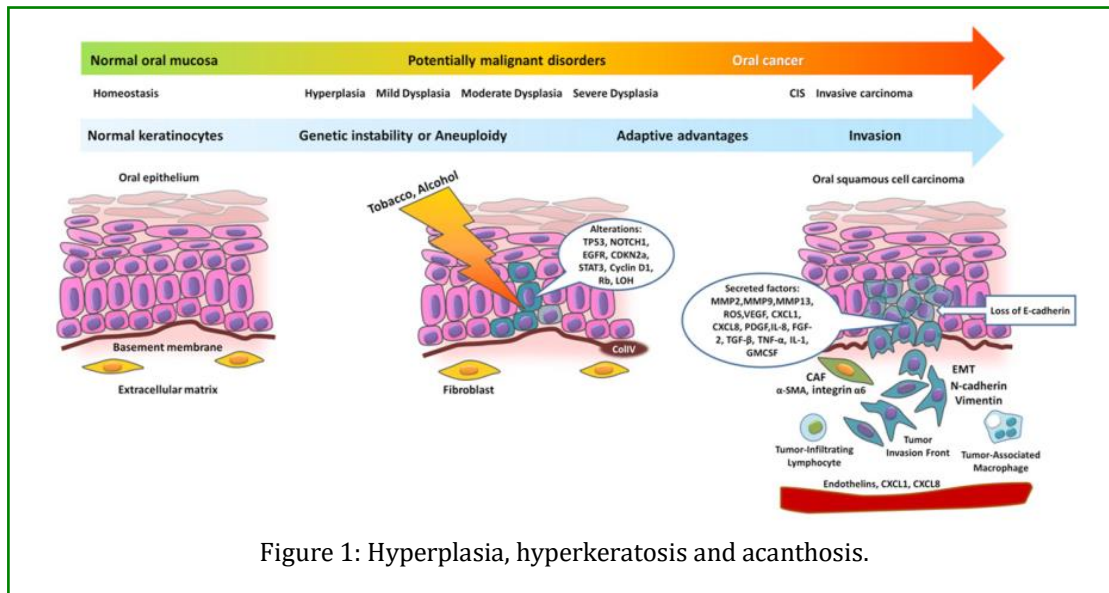 Normal oral mucosa Potentially malignant disorders Oral cancer
Homeostasis Hyperplasia Mild Dysplasia Moderate Dysplasia Severe Dysplasia CIS Invasive carcinoma
Normal keratinocytes Genetic instability or Aneuploidy Adaptive advantages Invasion
Oral epithelium
Basement membrane
Extracellular matrix
Tobacco, Alcohol
Alterations:
TP53, NOTCH1,
EGFR, CDKN2a,
STAT3, Cyclin D1,
Rb, LOH
ColIV
Fibroblast
Oral squamous cell carcinoma
Secreted factors:
MMP2,MMP9,MMP13,
ROS,VEGF, CXCL1,
CXCL8, PDGF,IL-8, FGF-
2, TGF-β, TNF-α, IL-1,
GMCSF
Loss of E-cadherin
CAF
α-SMA, integrin α6
EMT
N-cadherin
Vimentin
Tumor-Infiltrating
Lymphocyte
Tumor
Invasion Front
Tumor-Associated
Macrophage
Endothelins, CXCL1, CXCL8
Figure 1: Hyperplasia, hyperkeratosis and acanthosis.